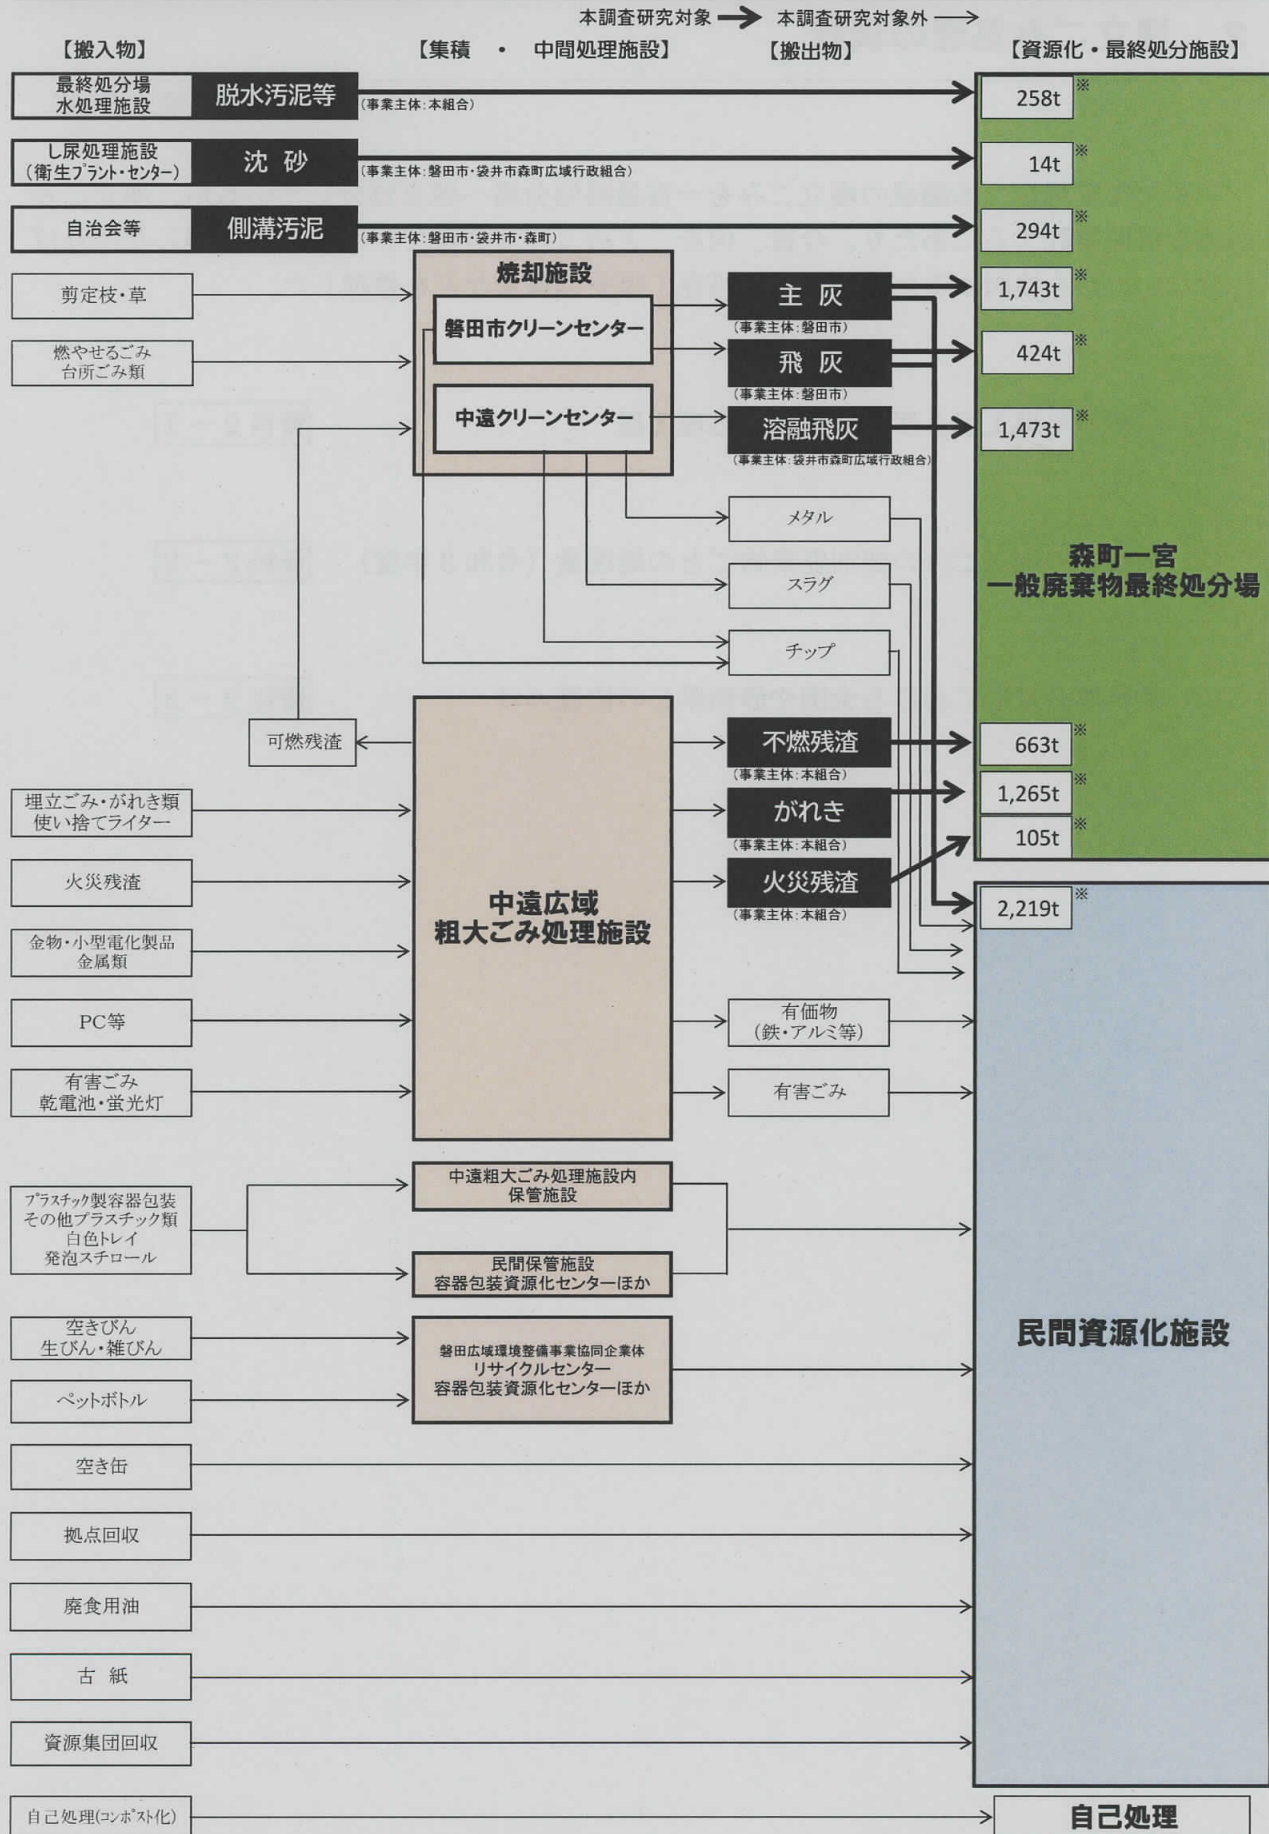 本調査研究対象 → 本調査研究対象外 →
【搬入物】 【集積 ・ 中間処理施設】 【搬出物】 【資源化・最終処分施設】
最終処分場
水処理施設
脱水汚泥等
(事業主体:本組合)
258t※
し尿処理施設
(衛生プラント・センター)
沈 砂
(事業主体:磐田市・袋井市森町広域行政組合)
14t※
自治会等
側溝汚泥
(事業主体:磐田市・袋井市・森町)
294t※
剪定枝・草
燃やせるごみ
台所ごみ類
焼却施設
磐田市クリーンセンター
中遠クリーンセンター
主 灰
(事業主体:磐田市)
1,743t※
飛 灰
(事業主体:磐田市)
424t※
溶融飛灰
(事業主体:袋井市森町広域行政組合)
1,473t※
メタル
スラグ
チップ
森町一宮
一般廃棄物最終処分場
可燃残渣
埋立ごみ・がれき類
使い捨てライター
火災残渣
金物・小型電化製品
金属類
PC等
有害ごみ
乾電池・蛍光灯
中遠広域
粗大ごみ処理施設
不燃残渣
(事業主体:本組合)
663t※
がれき
(事業主体:本組合)
1,265t※
火災残渣
(事業主体:本組合)
105t※
2,219t※
有価物
(鉄・アルミ等)
有害ごみ
プラスチック製容器包装
その他プラスチック類
白色トレイ
発泡スチロール
中遠粗大ごみ処理施設内
保管施設
民間保管施設
容器包装資源化センターほか
空きびん
生びん・雑びん
ペットボトル
磐田広域環境整備事業協同企業体
リサイクルセンター
容器包装資源化センターほか
民間資源化施設
空き缶
拠点回収
廃食用油
古 紙
資源集団回収
自己処理(コンポスト化)
自己処理